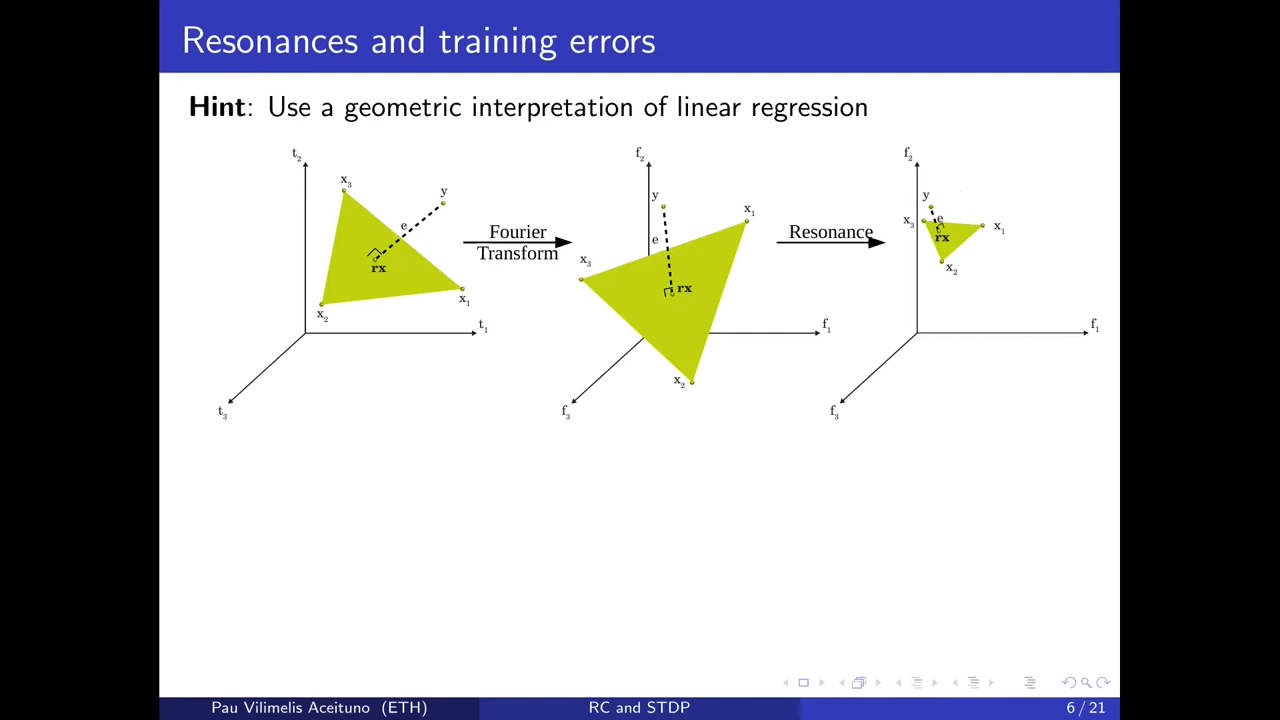 Resonances and training errors
Hint: Use a geometric interpretation of linear regression
t₂
x₃
y
e
rx
x₂
x₁
t₁
t₃
Fourier
Transform
f₂
y
x₁
e
x₃
rx
x₂
f₁
f₃
Resonance
f₂
y
x₃
e
x₁
rx
x₂
f₁
f₃
Pau Vilimelis Aceituno (ETH)
RC and STDP
6 / 21